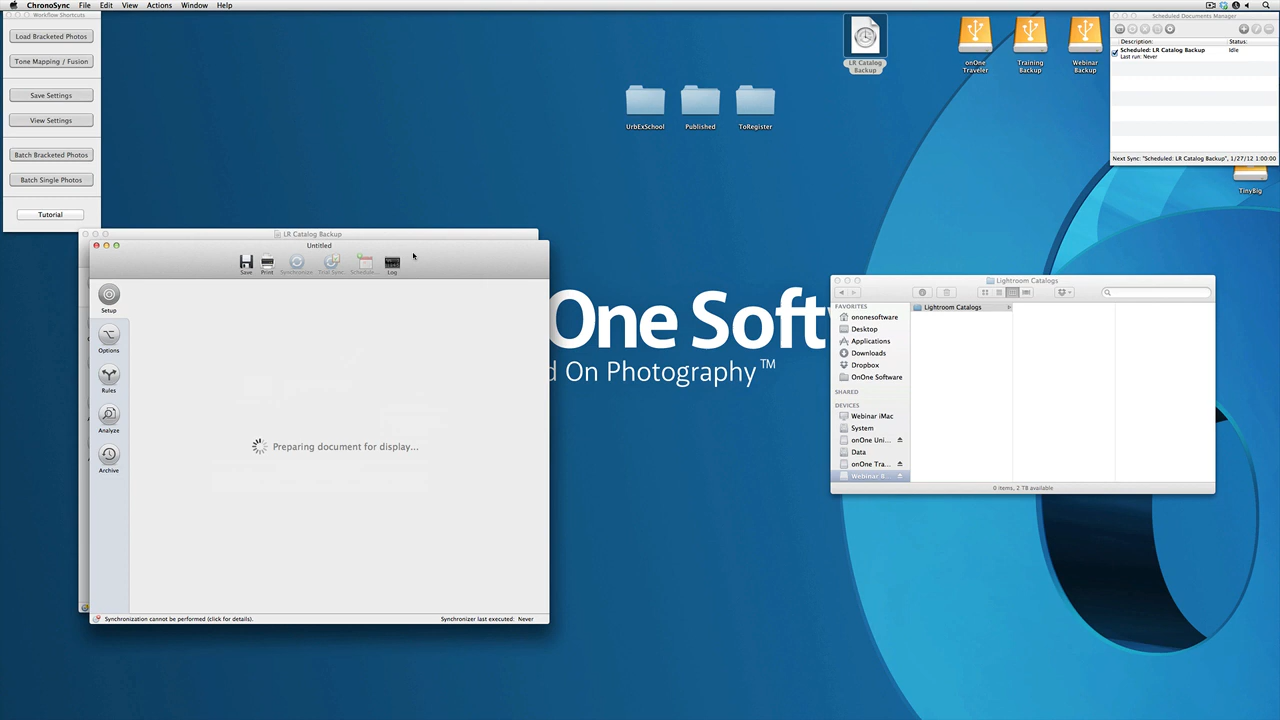 ChronoSync File Edit View Actions Window Help
Workflow Shortcuts
Load Bracketed Photos
Tone Mapping / Fusion
Save Settings
View Settings
Batch Bracketed Photos
Batch Single Photos
Tutorial
LR Catalog
Backup
onOne
Traveler
Training
Backup
Webinar
Backup
UrbExSchool
Published
ToRegister
Scheduled Documents Manager
Description: Status:
Scheduled: LR Catalog Backup Idle
Last run: Never
Next Sync: "Scheduled: LR Catalog Backup", 1/27/12 1:00:00
TinyBig
LR Catalog Backup
Untitled
Save Print Synchronize Trial Sync Schedule... Log
Setup
Options
Rules
Analyze
Archive
Preparing document for display...
Synchronization cannot be performed (click for details). Synchronizer last executed: Never
One Soft
d On Photography™
Lightroom Catalogs
FAVORITES
ononesoftware
Desktop
Applications
Downloads
Dropbox
OnOne Software
SHARED
DEVICES
Webinar iMac
System
onOne Uni...
Data
onOne Tra...
Webinar B...
Lightroom Catalogs
0 items, 2 TB available